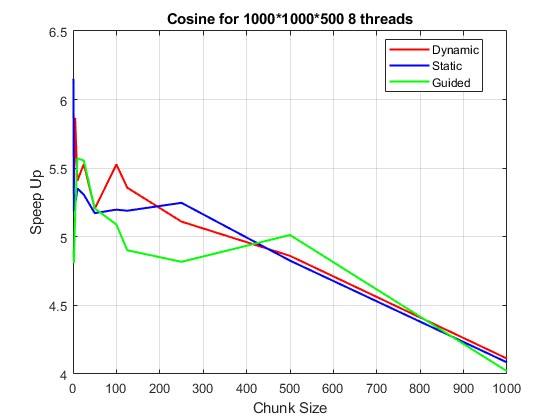 Cosine for 1000*1000*500 8 threads
6.5
6
5.5
5
4.5
4
Speep Up
Dynamic
Static
Guided
0 100 200 300 400 500 600 700 800 900 1000
Chunk Size